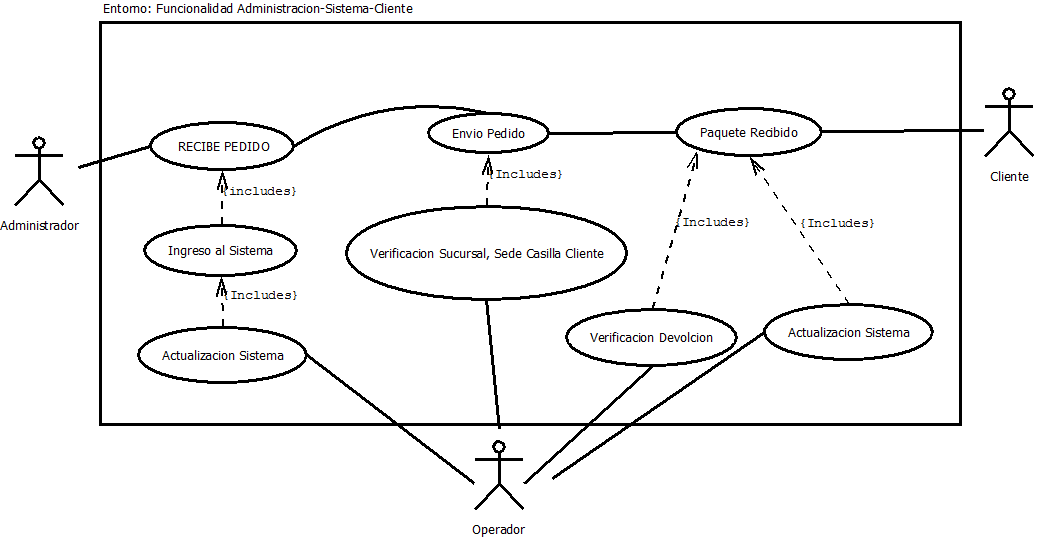 Entorno: Funcionalidad Administracion-Sistema-Cliente
RECIBE PEDIDO
Envio Pedido
Paquete Recibido
Cliente
Administrador
{includes}
{Includes}
{Includes}
{Includes}
Ingreso al Sistema
Verificacion Sucursal, Sede Casilla Cliente
{Includes}
Actualizacion Sistema
Verificacion Devolcion
Actualizacion Sistema
Operador